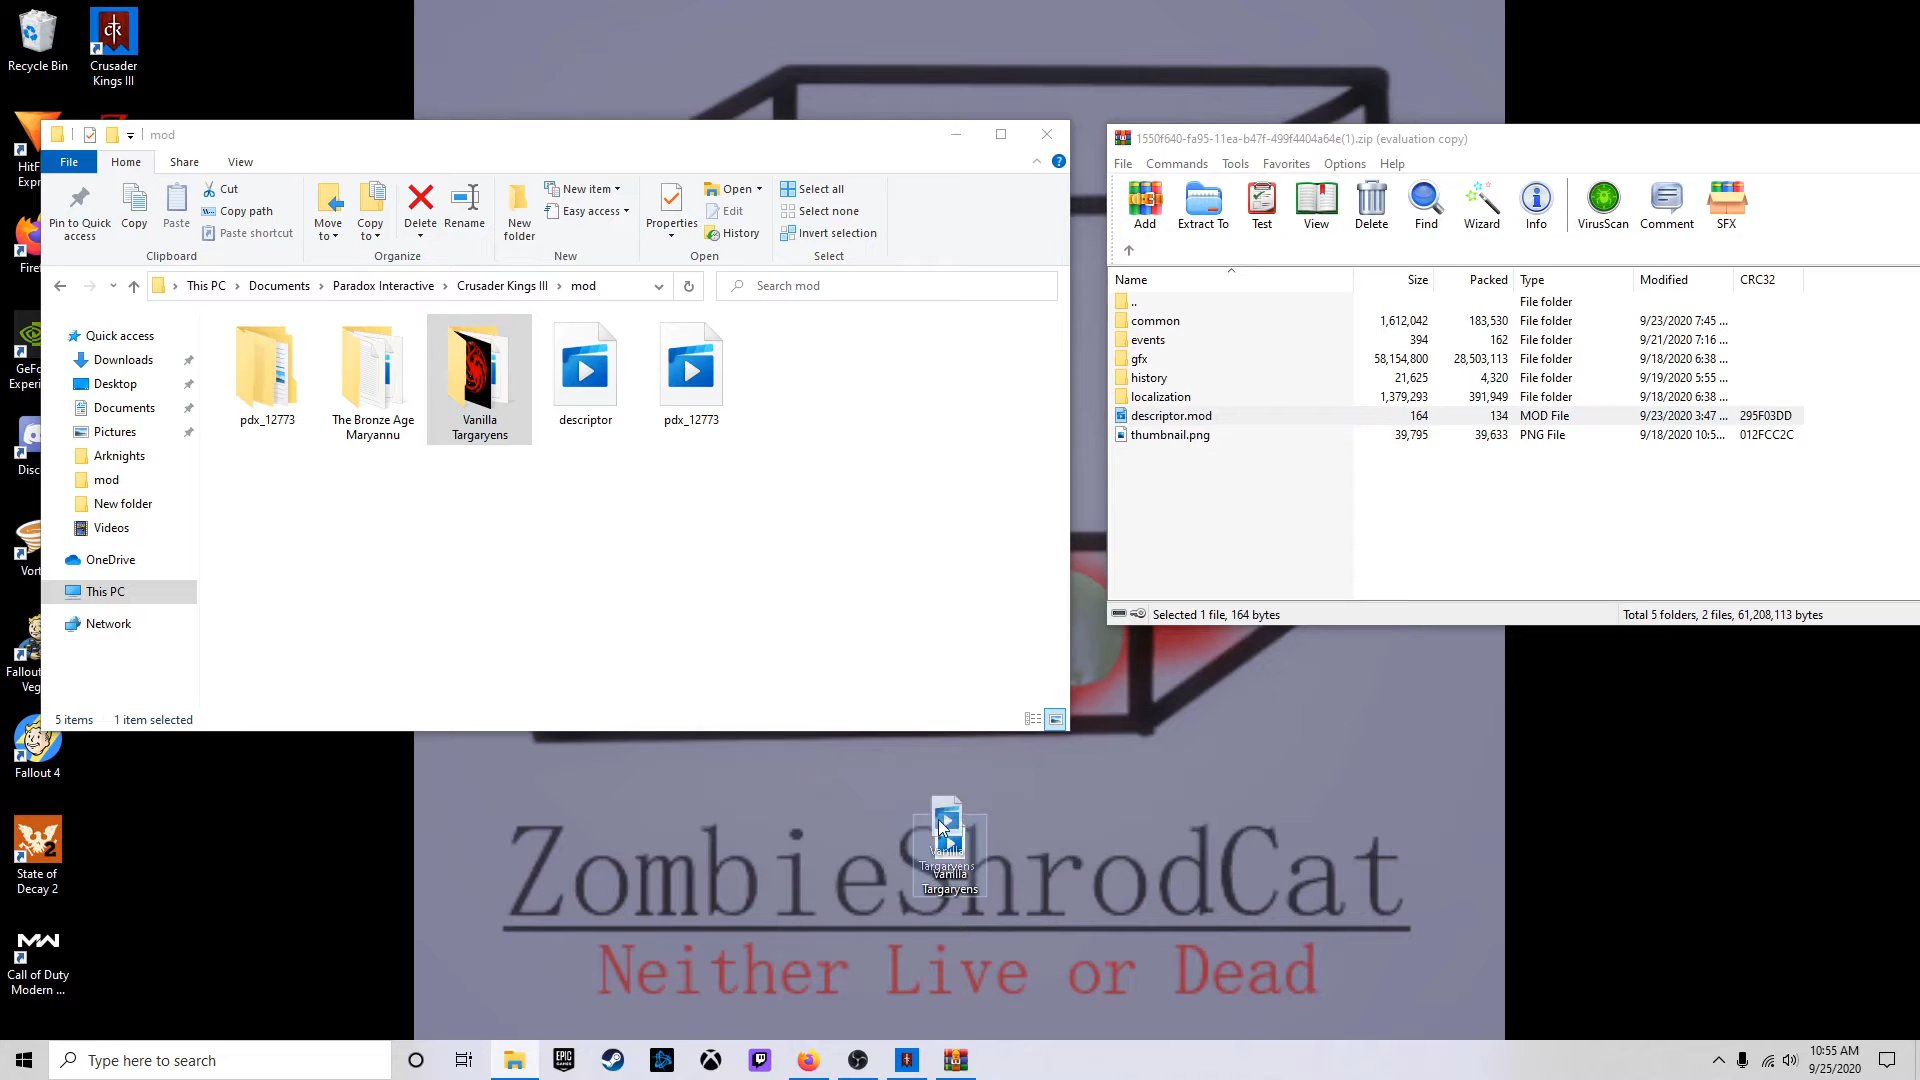 Recycle Bin
Crusader
Kings III
HitF
Expr
Firef
GeFo
Experi
Disc
Vort
Fallou
Veg
Fallout 4
State of
Decay 2
Call of Duty
Modern ...
mod
File
Home
Share
View
Pin to Quick
access
Copy
Paste
Cut
Copy path
Paste shortcut
Clipboard
Move
to
Copy
to
Delete
Rename
Organize
New
folder
New item
Easy access
New
Properties
Open
Edit
History
Open
Select all
Select none
Invert selection
Select
This PC > Documents > Paradox Interactive > Crusader Kings III > mod
Search mod
Quick access
Downloads
Desktop
Documents
Pictures
Arknights
mod
New folder
Videos
OneDrive
This PC
Network
pdx_12773
The Bronze Age
Maryannu
Vanilla
Targaryens
descriptor
pdx_12773
5 items
1 item selected
1550f640-fa95-11ea-b47f-499f4404a64e(1).zip (evaluation copy)
File Commands Tools Favorites Options Help
Add
Extract To
Test
View
Delete
Find
Wizard
Info
VirusScan
Comment
SFX
Name Size Packed Type Modified CRC32
.. File folder
common 1,612,042 183,530 File folder 9/23/2020 7:45 ...
events 394 162 File folder 9/21/2020 7:16 ...
gfx 58,154,800 28,503,113 File folder 9/18/2020 6:38 ...
history 21,625 4,320 File folder 9/19/2020 5:55 ...
localization 1,379,293 391,949 File folder 9/18/2020 6:38 ...
descriptor.mod 164 134 MOD File 9/23/2020 3:47 ... 295F03DD
thumbnail.png 39,795 39,633 PNG File 9/18/2020 10:5... 012FCC2C
Selected 1 file, 164 bytes
Total 5 folders, 2 files, 61,208,113 bytes
Vanilla
Targaryens
Vanilla
Targaryens
ZombieShrodCat
Neither Live or Dead
Type here to search
EPIC
GAMES
10:55 AM
9/25/2020